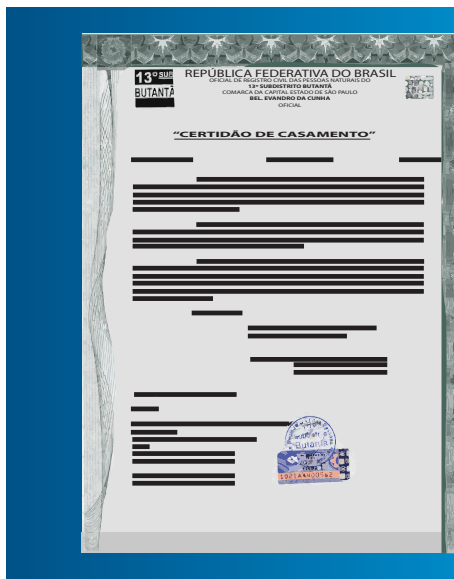 13º SUB
BUTANTÃ
REPÚBLICA FEDERATIVA DO BRASIL
OFICIAL DE REGISTRO CIVIL DAS PESSOAS NATURAIS DO
13º SUBDISTRITO BUTANTÃ
COMARCA DA CAPITAL ESTADO DE SÃO PAULO
BEL. EVANDRO DA CUNHA
OFICIAL
“CERTIDÃO DE CASAMENTO”
Butantã